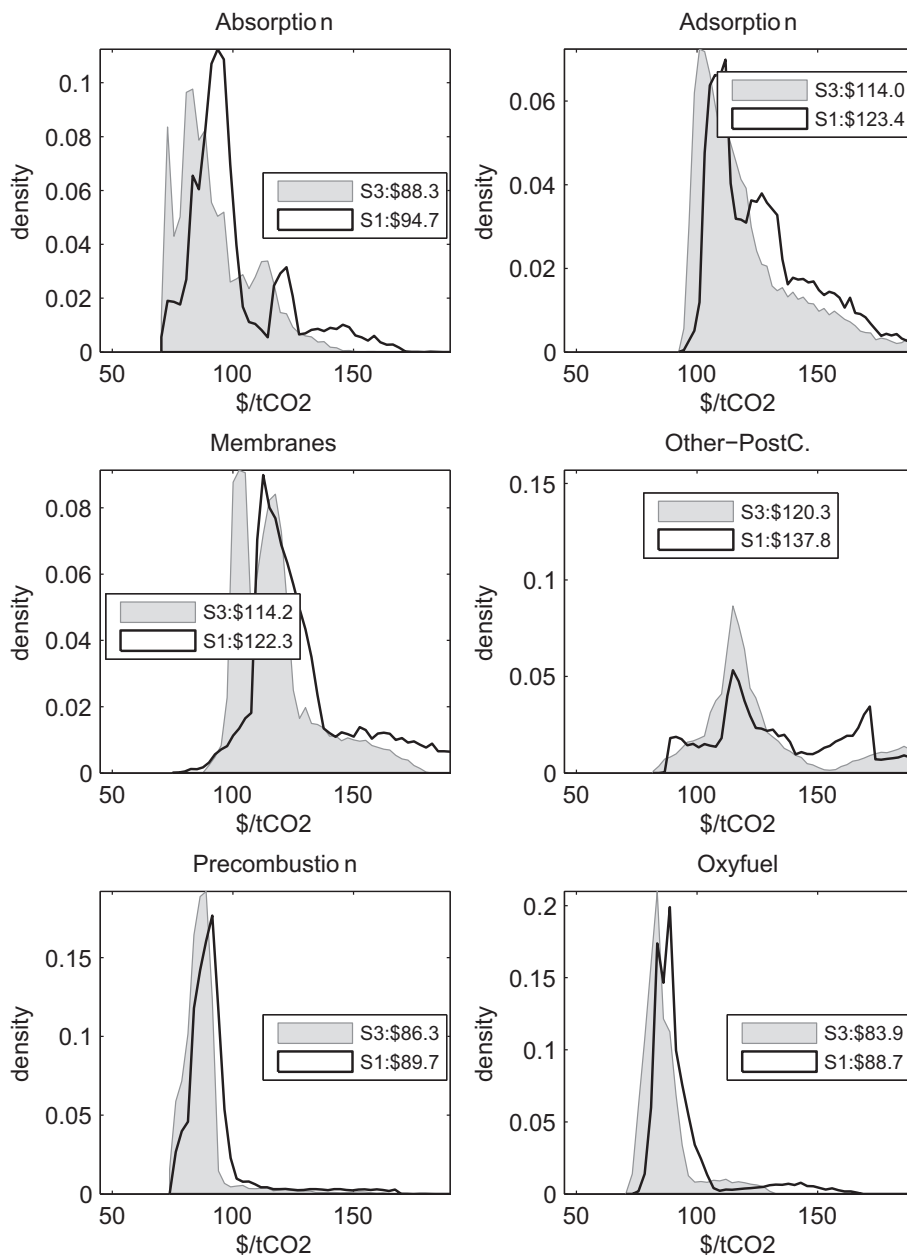 Absorption
0.1
0.08
0.06
0.04
0.02
0
density
S3:$88.3
S1:$94.7
50 100 150
$/tCO2
Adsorption
0.06
0.04
0.02
0
density
S3:$114.0
S1:$123.4
50 100 150
$/tCO2
Membranes
0.08
0.06
0.04
0.02
0
density
S3:$114.2
S1:$122.3
50 100 150
$/tCO2
Other−PostC.
0.15
0.1
0.05
0
density
S3:$120.3
S1:$137.8
50 100 150
$/tCO2
Precombustion
0.15
0.1
0.05
0
density
S3:$86.3
S1:$89.7
50 100 150
$/tCO2
Oxyfuel
0.2
0.15
0.1
0.05
0
density
S3:$83.9
S1:$88.7
50 100 150
$/tCO2